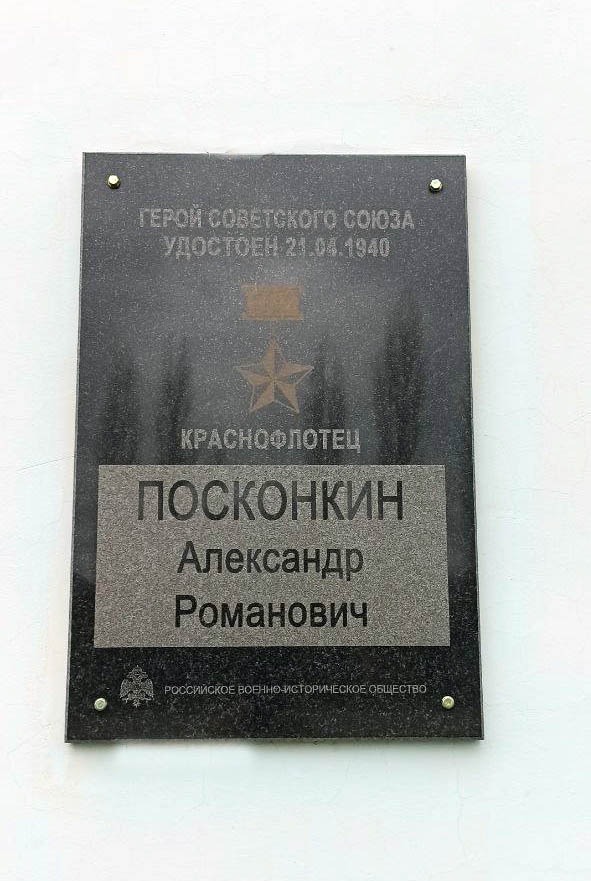 ГЕРОЙ СОВЕТСКОГО СОЮЗА
УДОСТОЕН 21.04.1940
КРАСНОФЛОТЕЦ
ПОСКОНКИН
Александр
Романович
РОССИЙСКОЕ ВОЕННО-ИСТОРИЧЕСКОЕ ОБЩЕСТВО